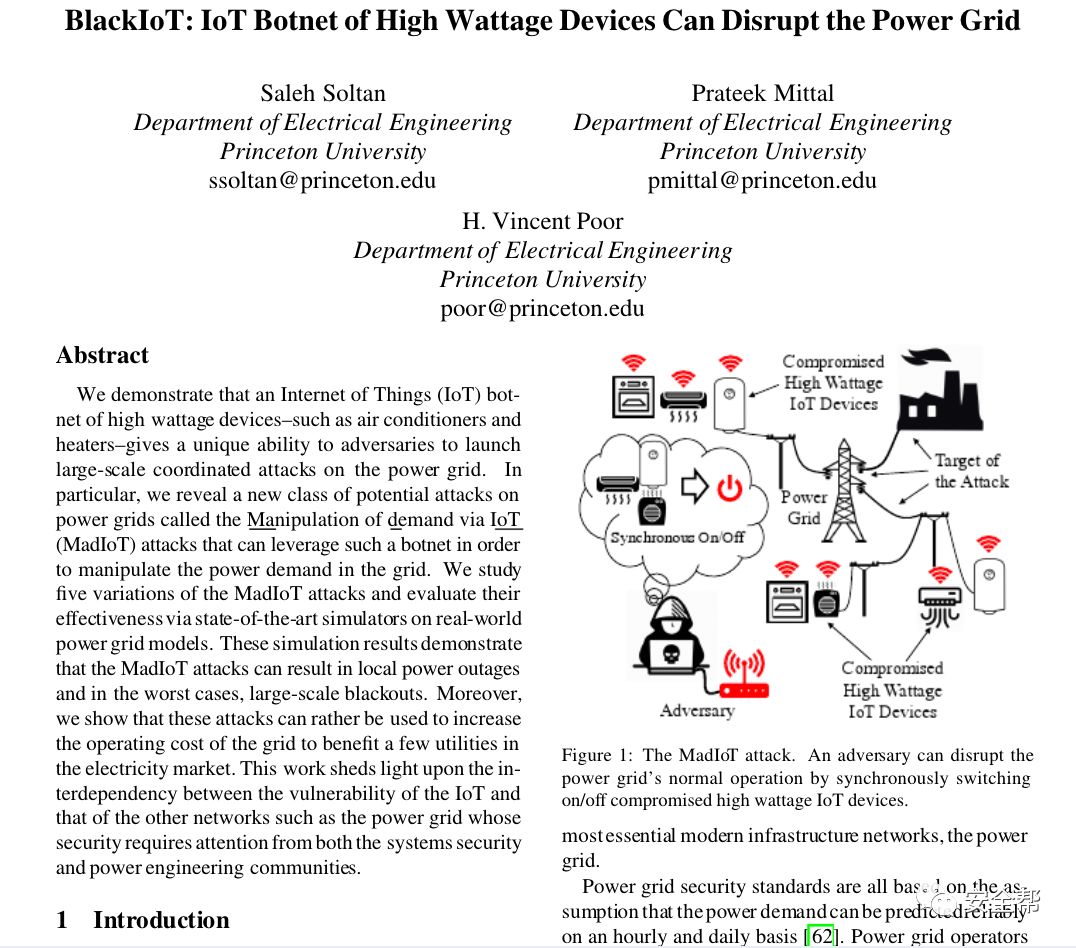 BlackIoT: IoT Botnet of High Wattage Devices Can Disrupt the Power Grid
Saleh Soltan
Department of Electrical Engineering
Princeton University
ssoltan@princeton.edu
Prateek Mittal
Department of Electrical Engineering
Princeton University
pmittal@princeton.edu
H. Vincent Poor
Department of Electrical Engineering
Princeton University
poor@princeton.edu
Abstract
We demonstrate that an Internet of Things (IoT) bot-
net of high wattage devices–such as air conditioners and
heaters–gives a unique ability to adversaries to launch
large-scale coordinated attacks on the power grid. In
particular, we reveal a new class of potential attacks on
power grids called the Manipulation of demand via IoT
(MadIoT) attacks that can leverage such a botnet in order
to manipulate the power demand in the grid. We study
five variations of the MadIoT attacks and evaluate their
effectiveness via state-of-the-art simulators on real-world
power grid models. These simulation results demonstrate
that the MadIoT attacks can result in local power outages
and in the worst cases, large-scale blackouts. Moreover,
we show that these attacks can rather be used to increase
the operating cost of the grid to benefit a few utilities in
the electricity market. This work sheds light upon the in-
terdependency between the vulnerability of the IoT and
that of the other networks such as the power grid whose
security requires attention from both the systems security
and power engineering communities.
1 Introduction
Compromised
High Wattage
IoT Devices
Target of
the Attack
Power
Grid
Synchronous On/Off
Compromised
High Wattage
IoT Devices
Adversary
Figure 1: The MadIoT attack. An adversary can disrupt the
power grid's normal operation by synchronously switching
on/off compromised high wattage IoT devices.
most essential modern infrastructure networks, the power
grid.
Power grid security standards are all based on the as-
sumption that the power demand can be predicted reliably
on an hourly and daily basis [62]. Power grid operators
安全帮